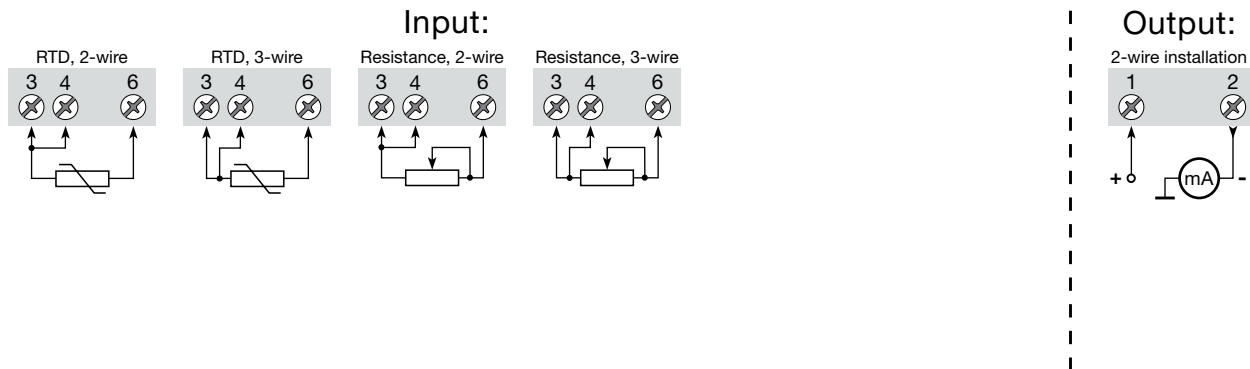 Input:
Output:
RTD, 2-wire
RTD, 3-wire
Resistance, 2-wire
Resistance, 3-wire
2-wire installation
3 4 6
3 4 6
3 4 6
3 4 6
1 2
+ mA -